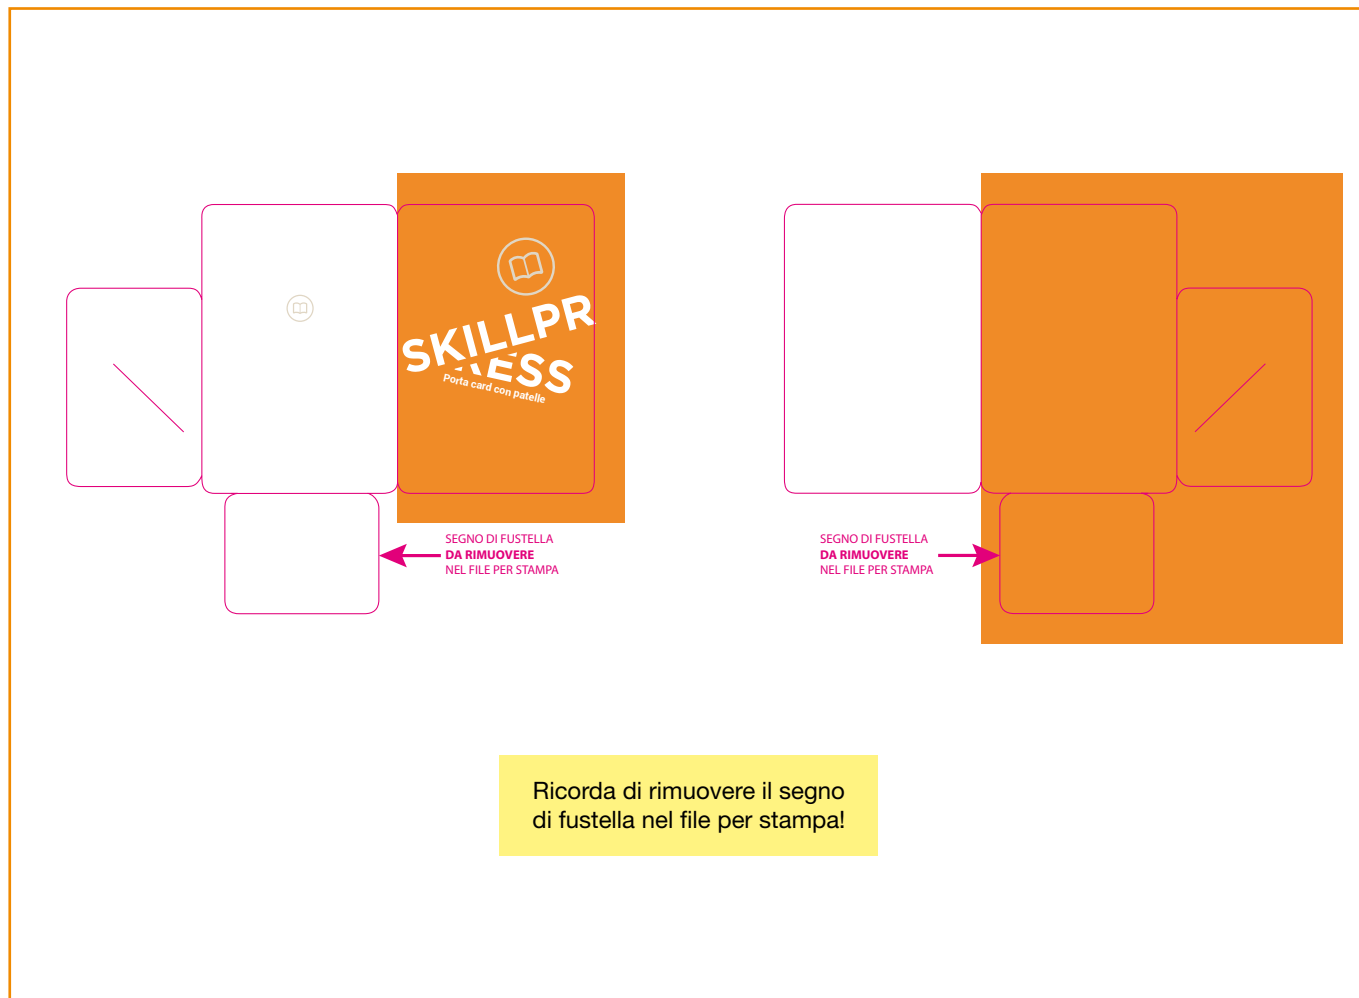 SKILLPR
ESS
Porta card con patelle
SEGNO DI FUSTELLA
DA RIMUOVERE
NEL FILE PER STAMPA
SEGNO DI FUSTELLA
DA RIMUOVERE
NEL FILE PER STAMPA
Ricorda di rimuovere il segno
di fustella nel file per stampa!